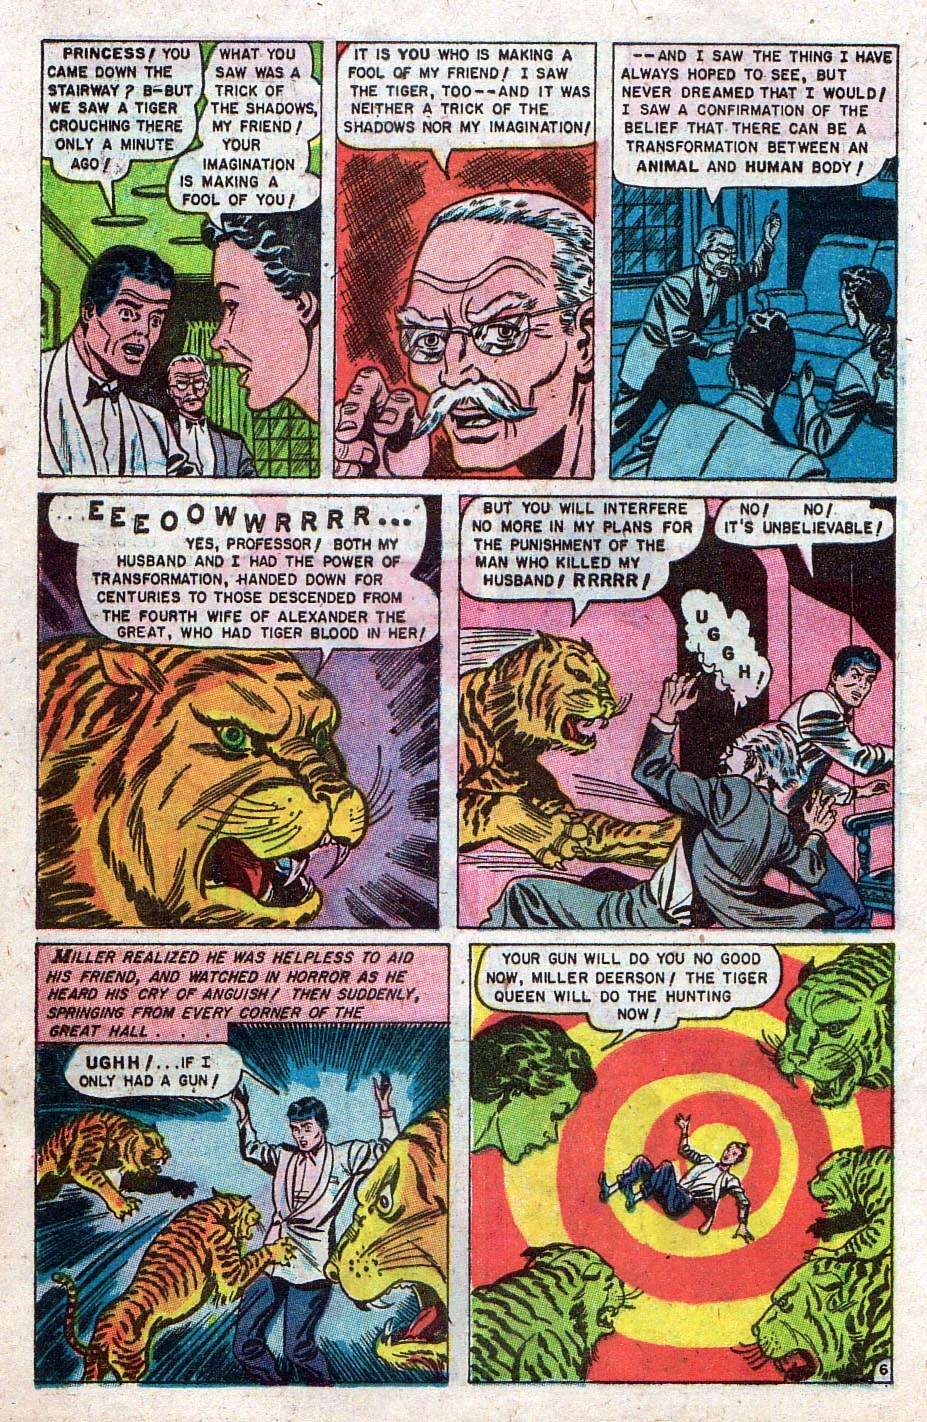 PRINCESS! YOU
CAME DOWN THE
STAIRWAY? B-BUT
WE SAW A TIGER
CROUCHING THERE
ONLY A MINUTE
AGO!
WHAT YOU
SAW WAS A
TRICK OF
THE SHADOWS,
MY FRIEND!
YOUR
IMAGINATION
IS MAKING A
FOOL OF YOU!
IT IS YOU WHO IS MAKING A
FOOL OF MY FRIEND! I SAW
THE TIGER, TOO--AND IT WAS
NEITHER A TRICK OF THE
SHADOWS NOR MY IMAGINATION!
--AND I SAW THE THING I HAVE
ALWAYS HOPED TO SEE, BUT
NEVER DREAMED THAT I WOULD!
I SAW A CONFIRMATION OF THE
BELIEF THAT THERE CAN BE A
TRANSFORMATION BETWEEN AN
ANIMAL AND HUMAN BODY!
...EEEOOWWRRRR...
YES, PROFESSOR! BOTH MY
HUSBAND AND I HAD THE POWER OF
TRANSFORMATION, HANDED DOWN FOR
CENTURIES TO THOSE DESCENDED FROM
THE FOURTH WIFE OF ALEXANDER THE
GREAT, WHO HAD TIGER BLOOD IN HER!
BUT YOU WILL INTERFERE
NO MORE IN MY PLANS FOR
THE PUNISHMENT OF THE
MAN WHO KILLED MY
HUSBAND! RRRRR!
UGGH!
NO! NO!
IT'S UNBELIEVABLE!
MILLER REALIZED HE WAS HELPLESS TO AID
HIS FRIEND, AND WATCHED IN HORROR AS HE
HEARD HIS CRY OF ANGUISH! THEN SUDDENLY,
SPRINGING FROM EVERY CORNER OF THE
GREAT HALL . . .
UGHH!...IF I
ONLY HAD A GUN!
YOUR GUN WILL DO YOU NO GOOD
NOW, MILLER DEERSON! THE TIGER
QUEEN WILL DO THE HUNTING
NOW!
6